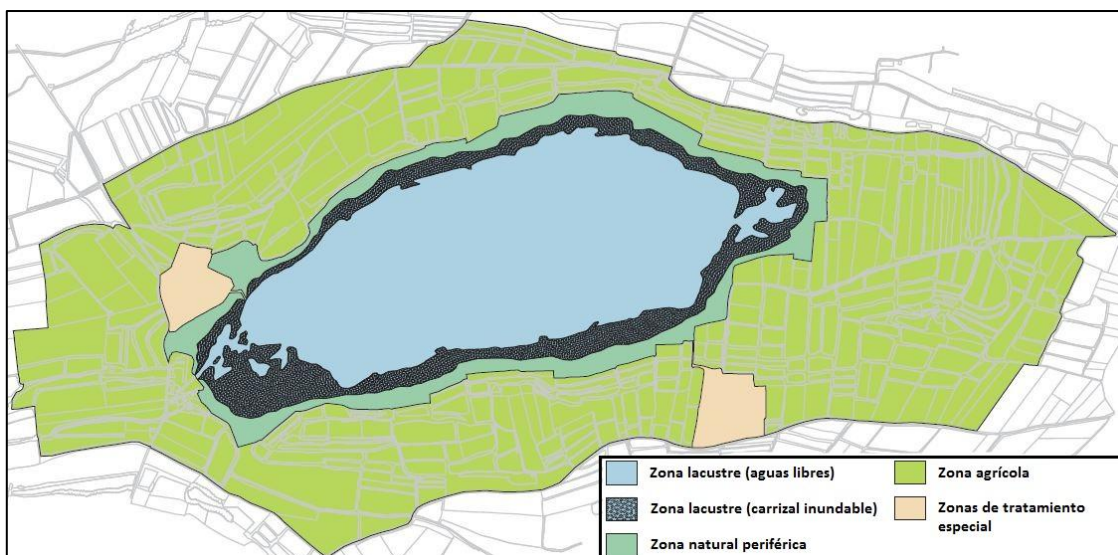 Zona lacustre (aguas libres)
Zona lacustre (carrizal inundable)
Zona natural periférica
Zona agrícola
Zonas de tratamiento
especial